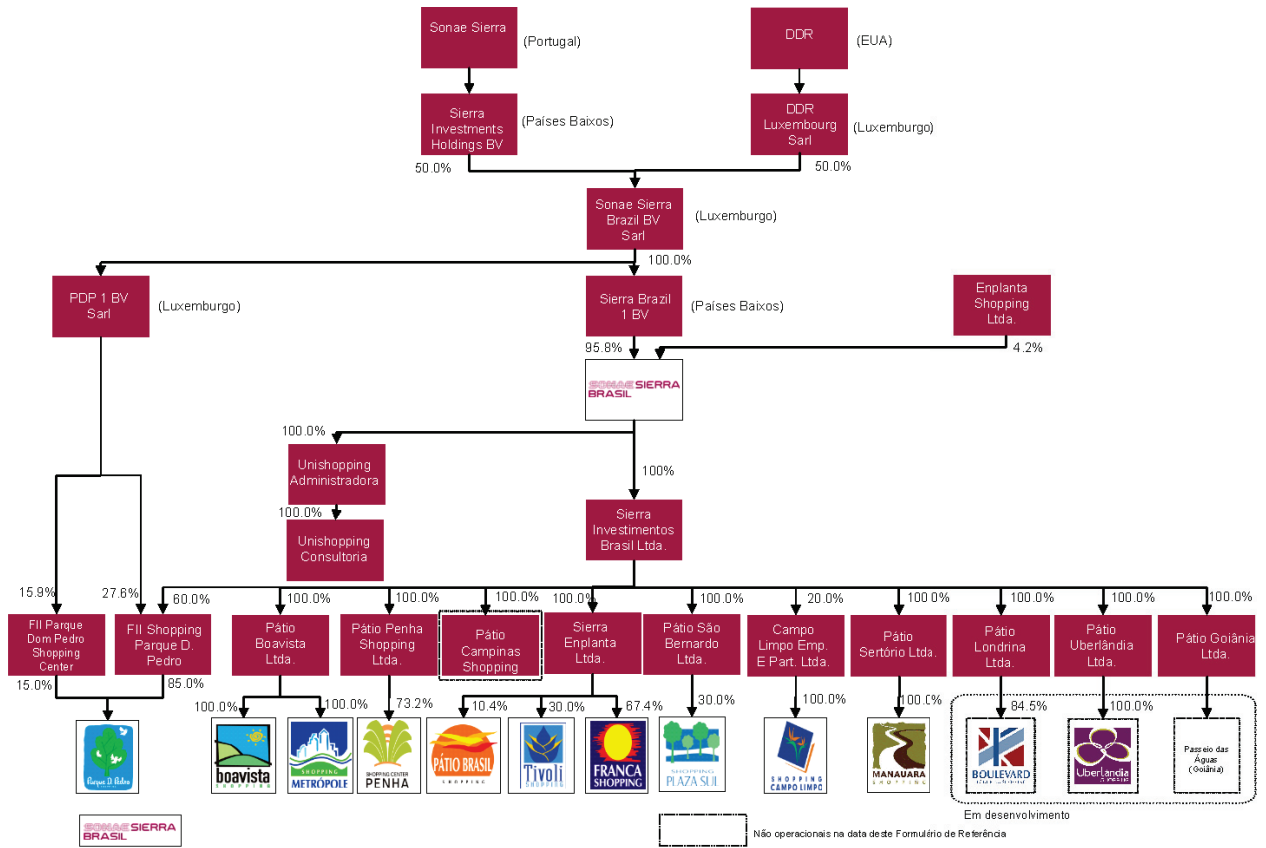 Sonae Sierra
(Portugal)
DDR
(EUA)
Sierra
Investments
Holdings BV
(Países Baixos)
DDR
Luxembourg
Sarl
(Luxemburgo)
50.0%
50.0%
Sonae Sierra
Brazil BV
Sarl
(Luxemburgo)
100.0%
PDP 1 BV
Sarl
(Luxemburgo)
Sierra Brazil
1 BV
(Países Baixos)
Enplanta
Shopping
Ltda.
95.8%
4.2%
SONAE SIERRA
BRASIL
100.0%
Unishopping
Administradora
100%
100.0%
Unishopping
Consultoria
Sierra
Investimentos
Brasil Ltda.
15.9%
27.6%
60.0%
100.0%
100.0%
100.0%
100.0%
100.0%
20.0%
100.0%
100.0%
100.0%
100.0%
FII Parque
Dom Pedro
Shopping
Center
FII Shopping
Parque D.
Pedro
Pátio
Boavista
Ltda.
Pátio Penha
Shopping
Ltda.
Pátio
Campinas
Shopping
Sierra
Enplanta
Ltda.
Pátio São
Bernardo
Ltda.
Campo
Limpo Emp.
E Part. Ltda.
Pátio
Sertório Ltda.
Pátio
Londrina
Ltda.
Pátio
Uberlândia
Ltda.
Pátio Goiânia
Ltda.
15.0%
85.0%
100.0%
100.0%
73.2%
10.4%
30.0%
67.4%
30.0%
100.0%
100.0%
84.5%
100.0%
Parque D. Pedro
boavista
SHOPPING
SHOPPING
METRÓPOLE
SHOPPING CENTER
PENHA
PÁTIO BRASIL
SHOPPING
Tivoli
SHOPPING
FRANCA
SHOPPING
SHOPPING
PLAZA SUL
SHOPPING
CAMPO LIMPO
MANAUARA
SHOPPING
BOULEVARD
Uberlândia
Passeio das
Águas
(Goiânia)
Em desenvolvimento
SONAE SIERRA
BRASIL
Não operacionais na data deste Formulário de Referência